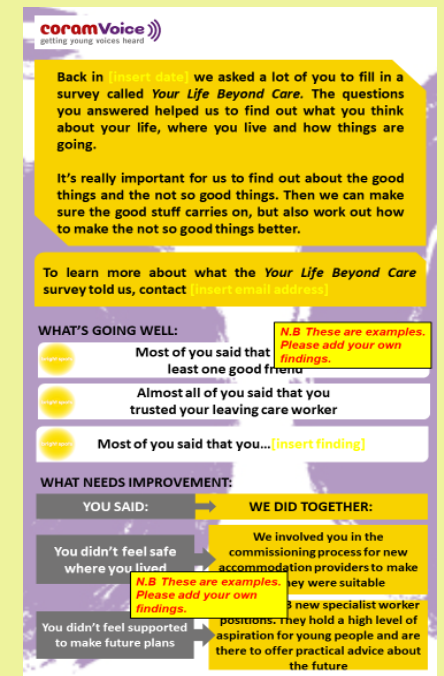 coramVoice
getting young voices heard
Back in [insert date] we asked a lot of you to fill in a
survey called Your Life Beyond Care. The questions
you answered helped us to find out what you think
about your life, where you live and how things are
going.
It's really important for us to find out about the good
things and the not so good things. Then we can make
sure the good stuff carries on, but also work out how
to make the not so good things better.
To learn more about what the Your Life Beyond Care
survey told us, contact [insert email address]
WHAT'S GOING WELL:
N.B These are examples.
Please add your own
findings.
Most of you said that
least one good friend
Almost all of you said that you
trusted your leaving care worker
Most of you said that you...[insert finding]
WHAT NEEDS IMPROVEMENT:
YOU SAID:
WE DID TOGETHER:
You didn't feel safe
where you lived
We involved you in the
commissioning process for new
accommodation providers to make
they were suitable
N.B These are examples.
Please add your own
findings.
You didn't feel supported
to make future plans
3 new specialist worker
positions. They hold a high level of
aspiration for young people and are
there to offer practical advice about
the future